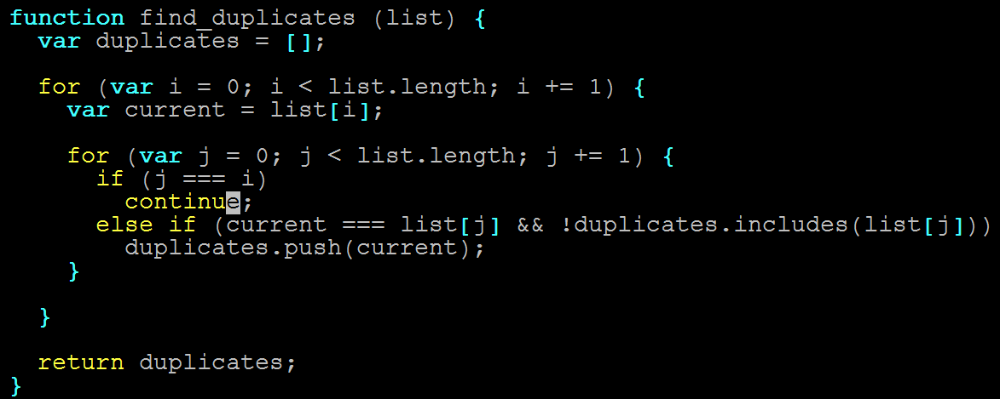 function find_duplicates (list) {
  var duplicates = [];

  for (var i = 0; i < list.length; i += 1) {
    var current = list[i];

    for (var j = 0; j < list.length; j += 1) {
      if (j === i)
        continue;
      else if (current === list[j] && !duplicates.includes(list[j]))
        duplicates.push(current);
    }

  }

  return duplicates;
}